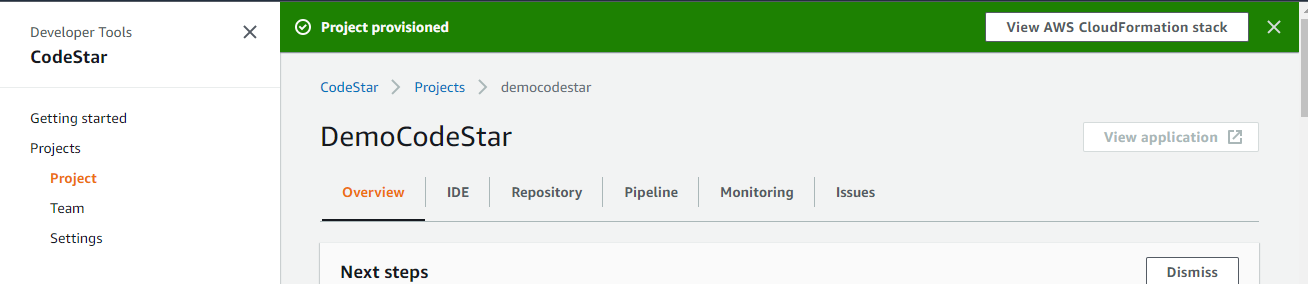 Developer Tools
CodeStar
Getting started
Projects
Project
Team
Settings
Project provisioned
View AWS CloudFormation stack
CodeStar
Projects
democodestar
DemoCodeStar
View application
Overview
IDE
Repository
Pipeline
Monitoring
Issues
Next steps
Dismiss